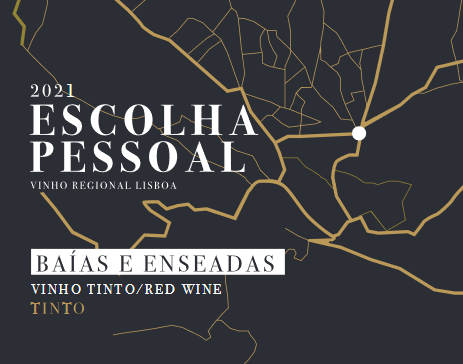 2021
ESCOLHA
PESSOAL
VINHO REGIONAL LISBOA
BAÍAS E ENSEADAS
VINHO TINTO/RED WINE
TINTO